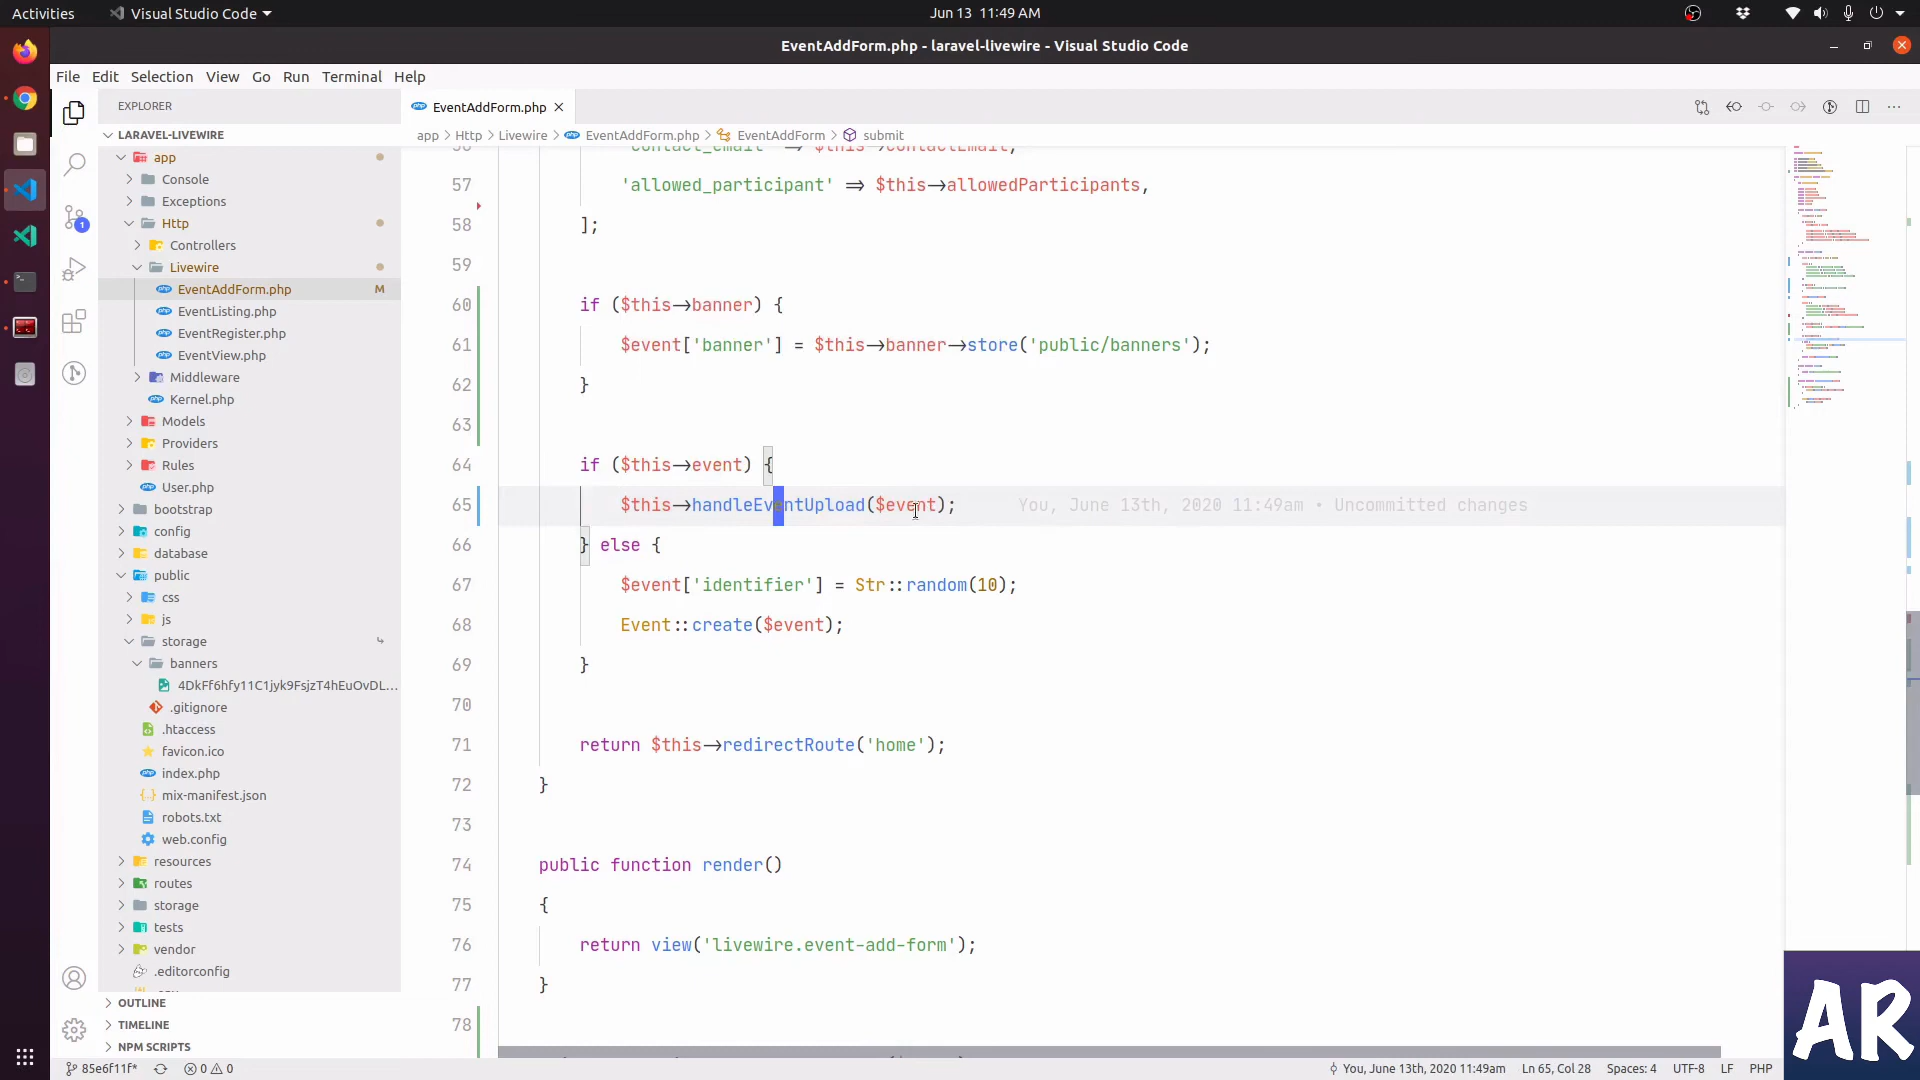 Activities
Visual Studio Code
Jun 13 11:49 AM
EventAddForm.php - laravel-livewire - Visual Studio Code
File Edit Selection View Go Run Terminal Help
EXPLORER
LARAVEL-LIVEWIRE
app
Console
Exceptions
Http
Controllers
Livewire
EventAddForm.php M
EventListing.php
EventRegister.php
EventView.php
Middleware
Kernel.php
Models
Providers
Rules
User.php
bootstrap
config
database
public
css
js
storage
banners
4DkFf6hfy11C1jyk9FsjzT4hEuOvDL...
.gitignore
.htaccess
favicon.ico
index.php
mix-manifest.json
robots.txt
web.config
resources
routes
storage
tests
vendor
.editorconfig
OUTLINE
TIMELINE
NPM SCRIPTS
1
php EventAddForm.php
app > Http > Livewire > EventAddForm.php > EventAddForm > submit
56 'contact_email' => $this->contactEmail,
57 'allowed_participant' => $this->allowedParticipants,
58 ];
59
60 if ($this->banner) {
61 $event['banner'] = $this->banner->store('public/banners');
62 }
63
64 if ($this->event) {
65 $this->handleEventUpload($event); You, June 13th, 2020 11:49am • Uncommitted changes
66 } else {
67 $event['identifier'] = Str::random(10);
68 Event::create($event);
69 }
70
71 return $this->redirectRoute('home');
72 }
73
74 public function render()
75 {
76 return view('livewire.event-add-form');
77 }
78
AR
85e6f11f* 0 0 You, June 13th, 2020 11:49am Ln 65, Col 28 Spaces: 4 UTF-8 LF PHP